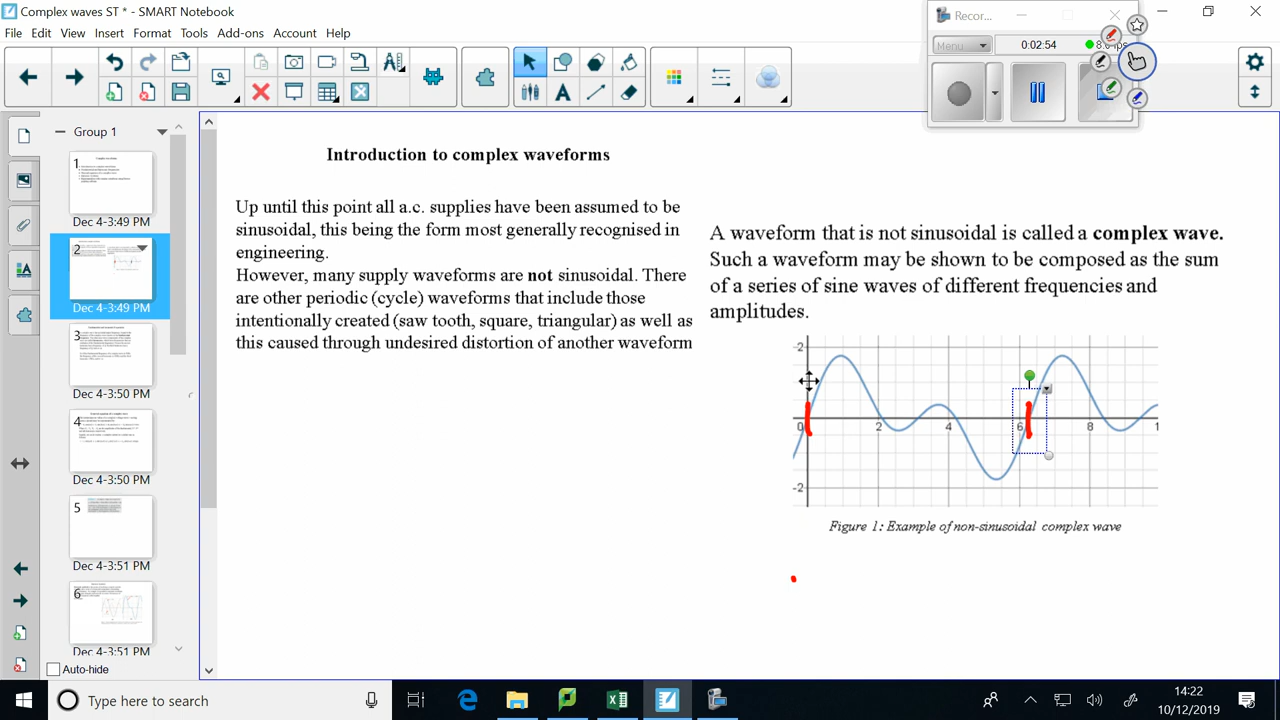 Complex waves ST * - SMART Notebook
File Edit View Insert Format Tools Add-ons Account Help
Recor...
Menu
0:02:54
Group 1
1
Dec 4-3:49 PM
2
Dec 4-3:49 PM
3
Dec 4-3:50 PM
4
Dec 4-3:50 PM
5
Dec 4-3:51 PM
6
Dec 4-3:51 PM
Auto-hide
Introduction to complex waveforms
Up until this point all a.c. supplies have been assumed to be
sinusoidal, this being the form most generally recognised in
engineering.
However, many supply waveforms are not sinusoidal. There
are other periodic (cycle) waveforms that include those
intentionally created (saw tooth, square, triangular) as well as
this caused through undesired distortion of another waveform
A waveform that is not sinusoidal is called a complex wave.
Such a waveform may be shown to be composed as the sum
of a series of sine waves of different frequencies and
amplitudes.
-2
0 2 4 6 8 1
-2
Figure 1: Example of non-sinusoidal complex wave
Type here to search
14:22
10/12/2019